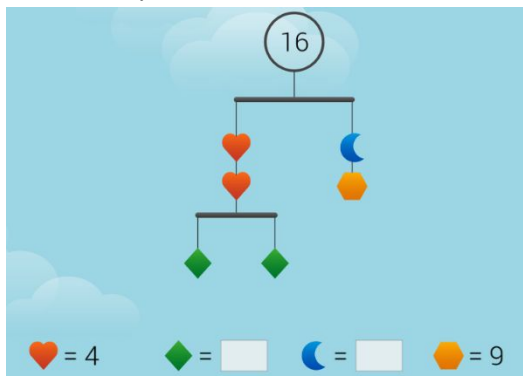 16
= 4 = = = 9